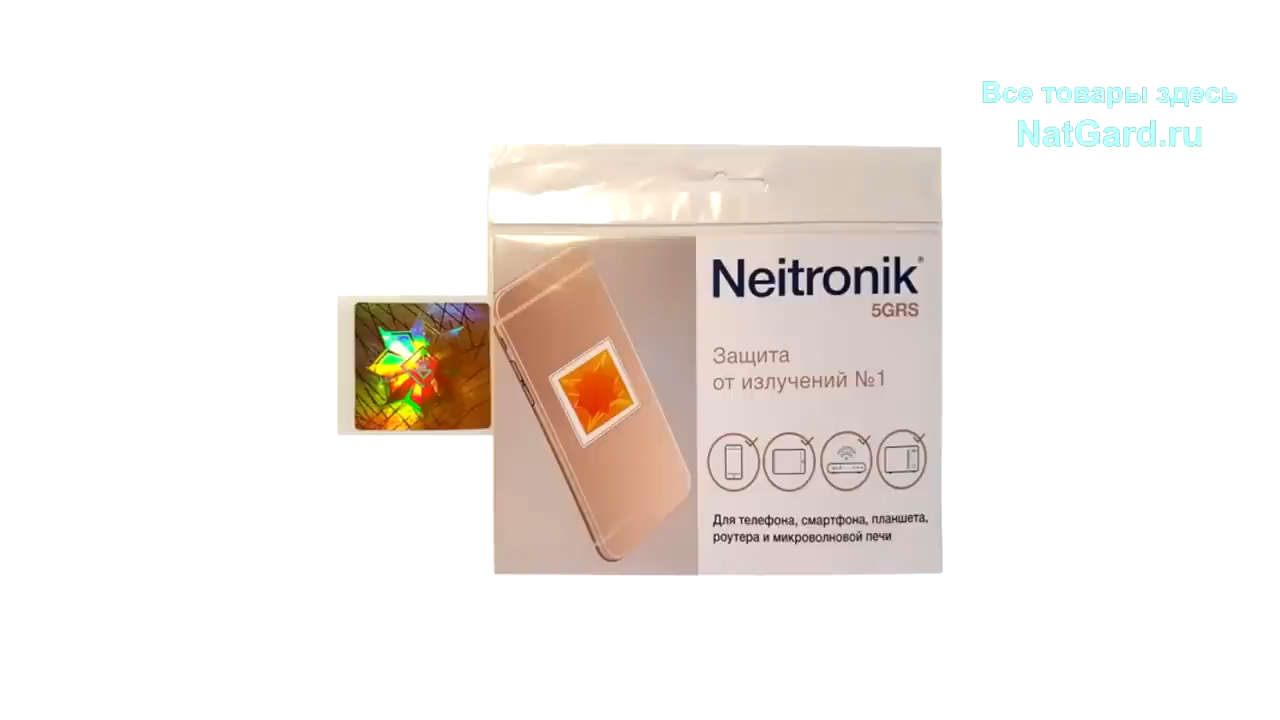 Все товары здесь
NatGard.ru
Neitronik®
5GRS
Защита
от излучений №1
Для телефона, смартфона, планшета,
роутера и микроволновой печи